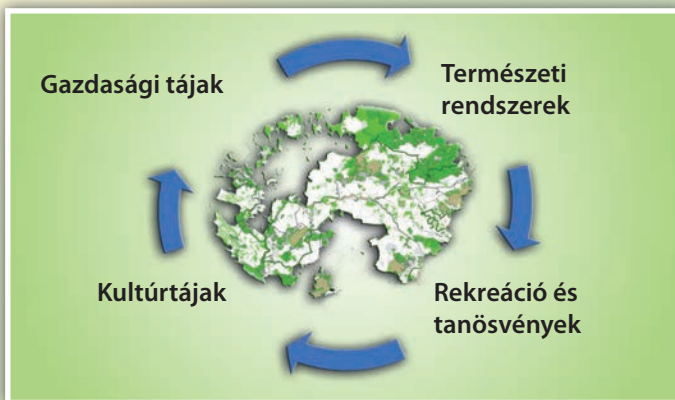 Gazdasági tájak
Természeti
rendszerek
Kultúrtájak
Rekreáció és
tanösvények